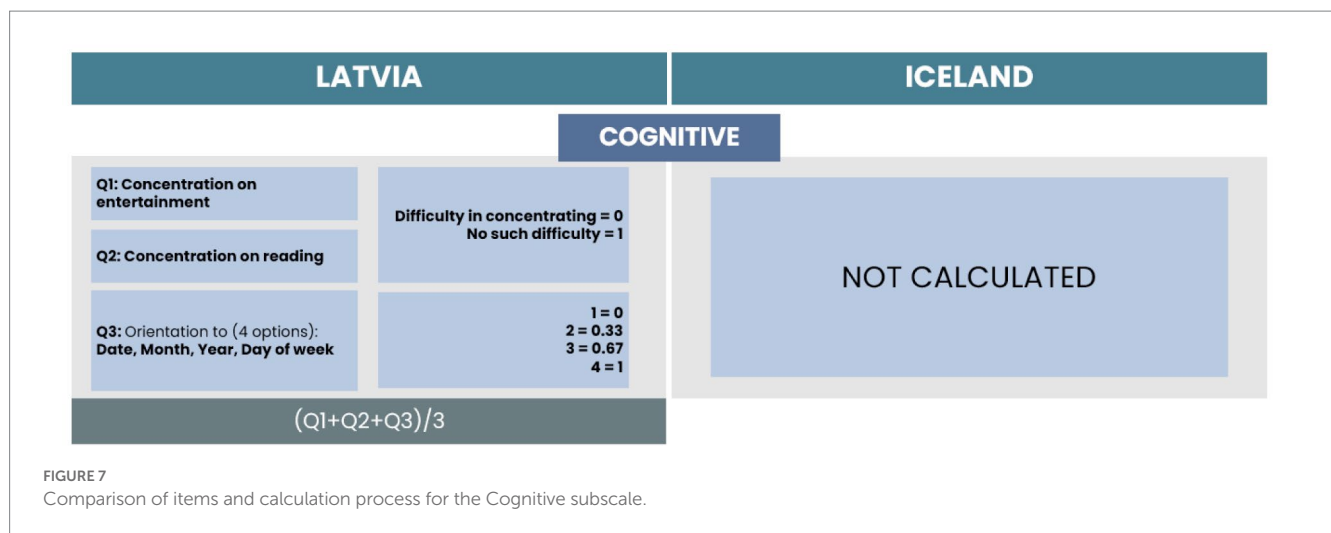 LATVIA
ICELAND
COGNITIVE
Q1: Concentration on
entertainment
Q2: Concentration on reading
Difficulty in concentrating = 0
No such difficulty = 1
Q3: Orientation to (4 options):
Date, Month, Year, Day of week
1 = 0
2 = 0.33
3 = 0.67
4 = 1
(Q1+Q2+Q3)/3
NOT CALCULATED
FIGURE 7
Comparison of items and calculation process for the Cognitive subscale.